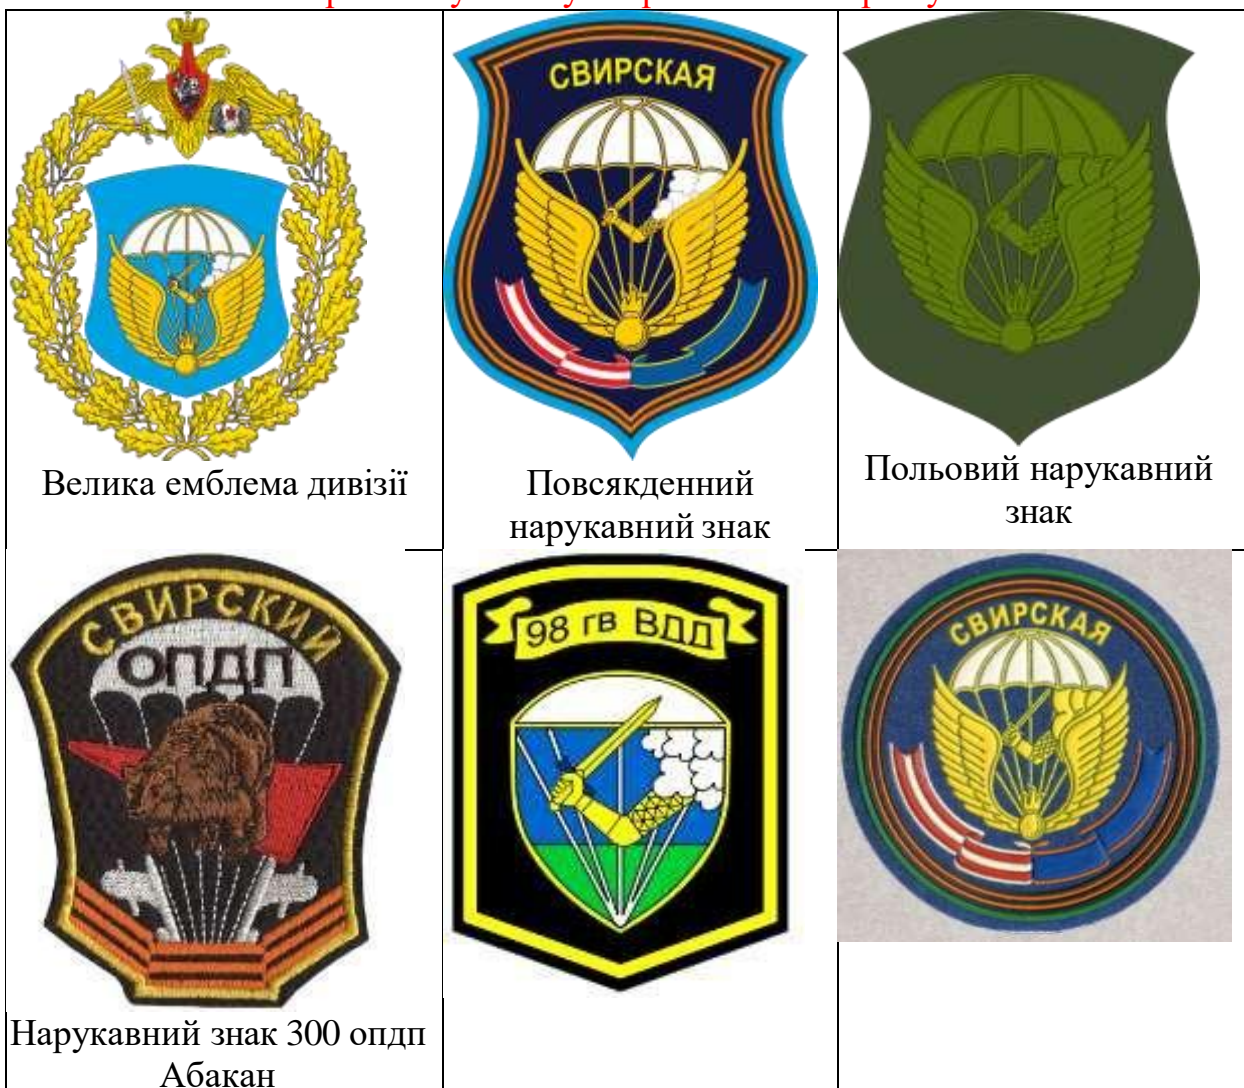 СВИРСКАЯ
Велика емблема дивізії
Повсякденний
нарукавний знак
Польовий нарукавний
знак
СВИРСКИЙ
ОПДП
98 гв ВДД
СВИРСКАЯ
Нарукавний знак 300 опдп
Абакан